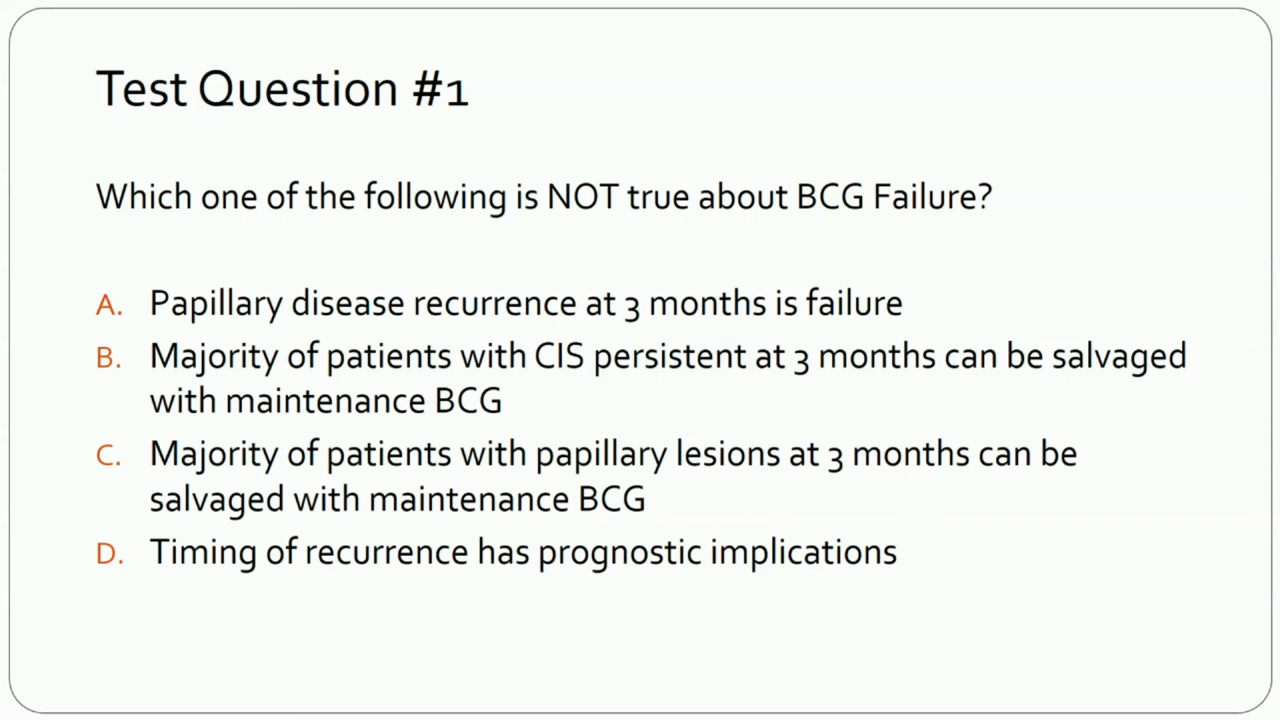 Test Question #1
Which one of the following is NOT true about BCG Failure?
A. Papillary disease recurrence at 3 months is failure
B. Majority of patients with CIS persistent at 3 months can be salvaged
with maintenance BCG
C. Majority of patients with papillary lesions at 3 months can be
salvaged with maintenance BCG
D. Timing of recurrence has prognostic implications